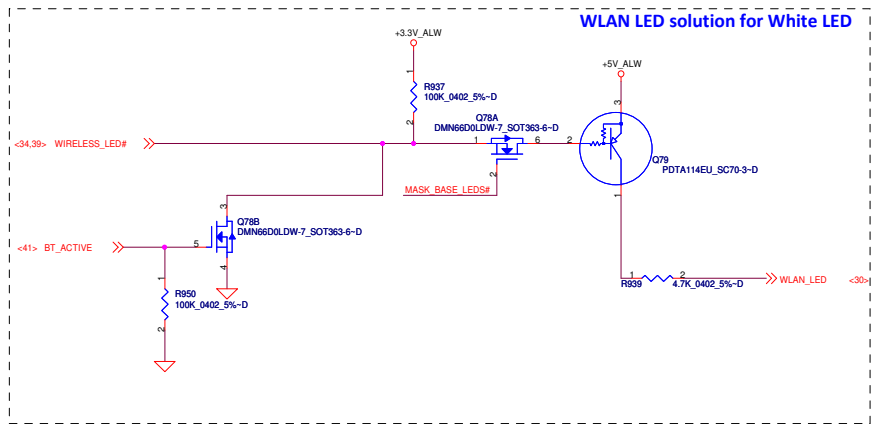 WLAN LED solution for White LED
+3.3V_ALW
+5V_ALW
1
R937
100K_0402_5%~D
2
3
Q78A
DMN66D0LDW-7_SOT363-6~D
<34,39> WIRELESS_LED#
1
6
2
Q79
PDTA114EU_SC70-3~D
2
MASK_BASE_LEDS#
1
3
Q78B
DMN66D0LDW-7_SOT363-6~D
<41> BT_ACTIVE
5
4
1
R950
100K_0402_5%~D
2
1
2
R939
4.7K_0402_5%~D
WLAN_LED <30>